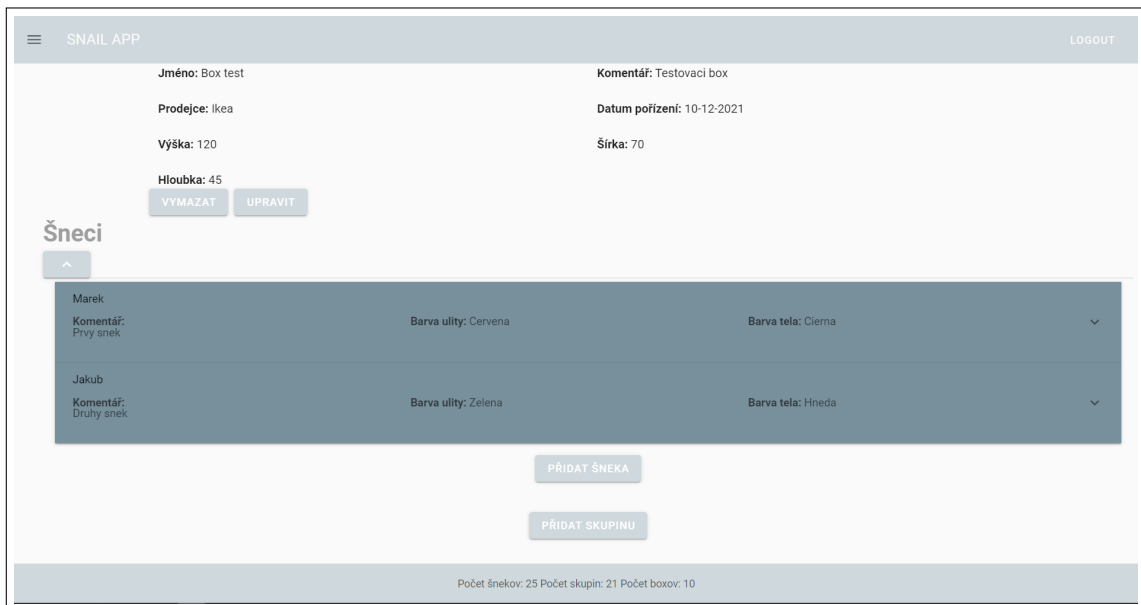 SNAIL APP LOGOUT
Jméno: Box test Komentář: Testovaci box
Prodejce: Ikea Datum pořízení: 10-12-2021
Výška: 120 Šírka: 70
Hloubka: 45
VYMAZAT UPRAVIT
Šneci
Marek
Komentář: Barva ulity: Cervena Barva tela: Cierna
Prvy snek
Jakub
Komentář: Barva ulity: Zelena Barva tela: Hneda
Druhy snek
PŘIDAT ŠNEKA
PŘIDAT SKUPINU
Počet šnekov: 25 Počet skupin: 21 Počet boxov: 10